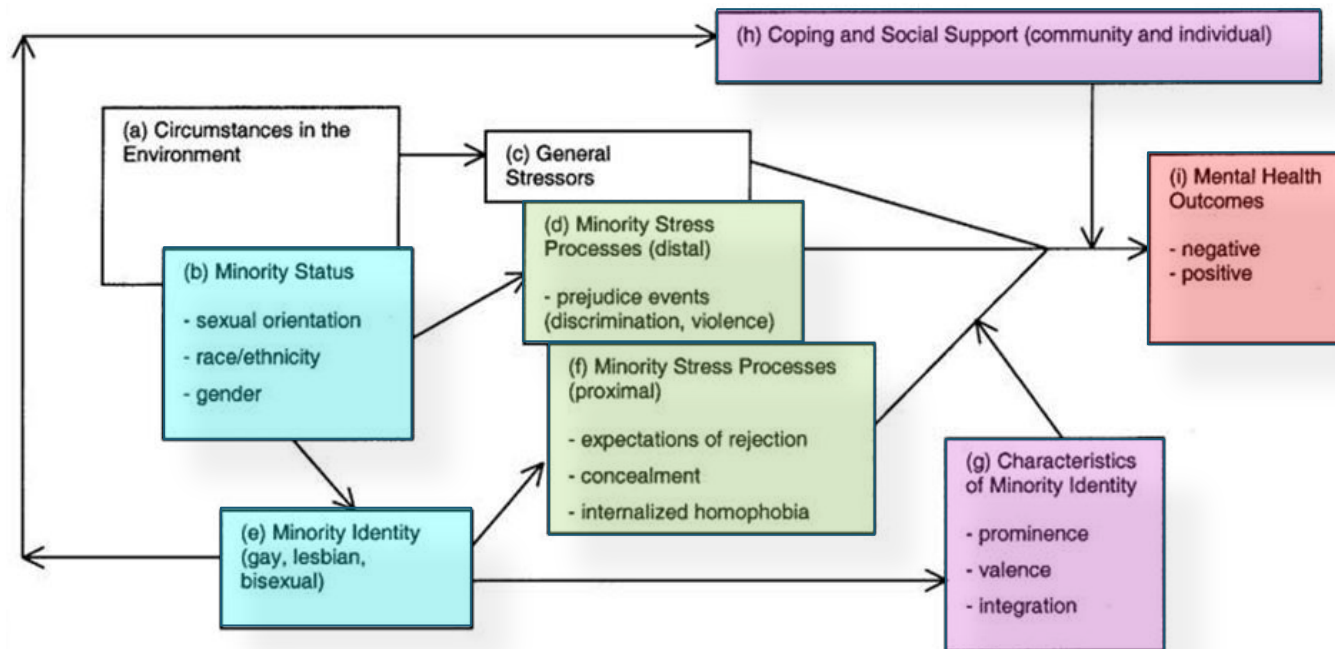 (h) Coping and Social Support (community and individual)
(a) Circumstances in the
Environment
(c) General
Stressors
(i) Mental Health
Outcomes
- negative
- positive
(d) Minority Stress
Processes (distal)
- prejudice events
(discrimination, violence)
(b) Minority Status
- sexual orientation
- race/ethnicity
- gender
(f) Minority Stress Processes
(proximal)
- expectations of rejection
- concealment
- internalized homophobia
(g) Characteristics
of Minority Identity
- prominence
- valence
- integration
(e) Minority Identity
(gay, lesbian,
bisexual)